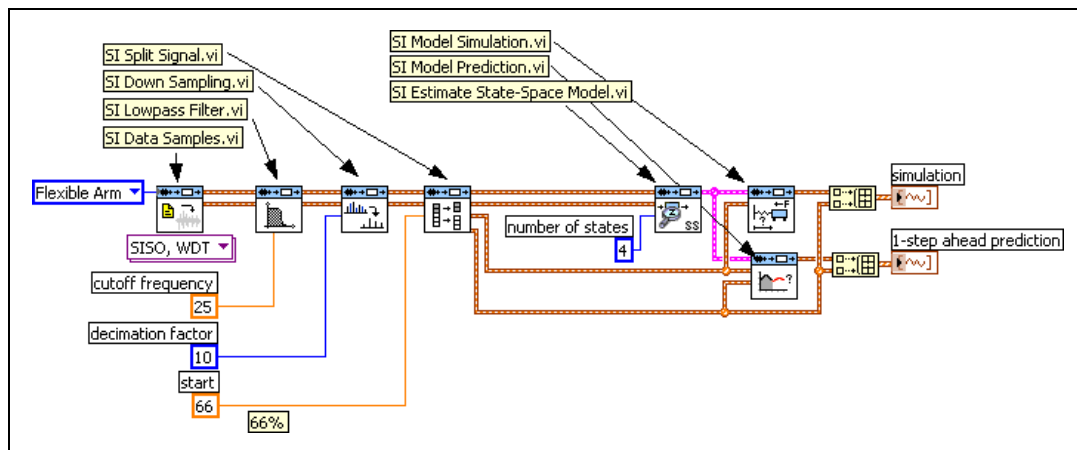 SI Split Signal.vi
SI Down Sampling.vi
SI Lowpass Filter.vi
SI Data Samples.vi
SI Model Simulation.vi
SI Model Prediction.vi
SI Estimate State-Space Model.vi
Flexible Arm
SISO, WDT
cutoff frequency
25
decimation factor
10
start
66
66%
number of states
4
SS
F
?
?
simulation
1-step ahead prediction